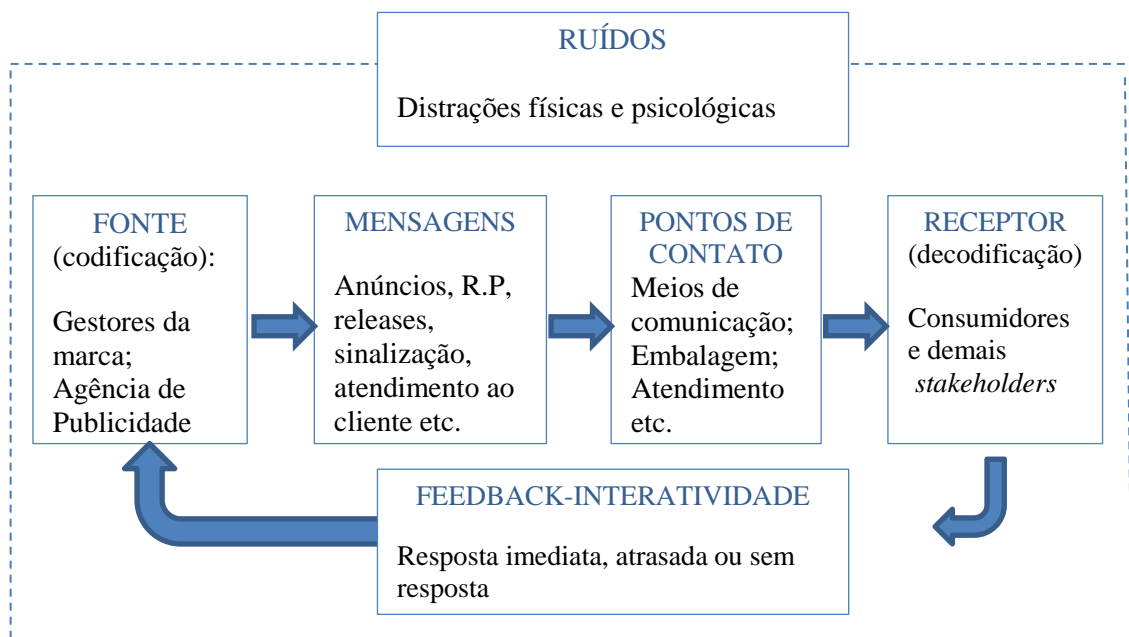 RUÍDOS
Distrações físicas e psicológicas
FONTE
(codificação):
Gestores da
marca;
Agência de
Publicidade
MENSAGENS
Anúncios, R.P,
releases,
sinalização,
atendimento ao
cliente etc.
PONTOS DE
CONTATO
Meios de
comunicação;
Embalagem;
Atendimento
etc.
RECEPTOR
(decodificação)
Consumidores
e demais
stakeholders
FEEDBACK-INTERATIVIDADE
Resposta imediata, atrasada ou sem
resposta